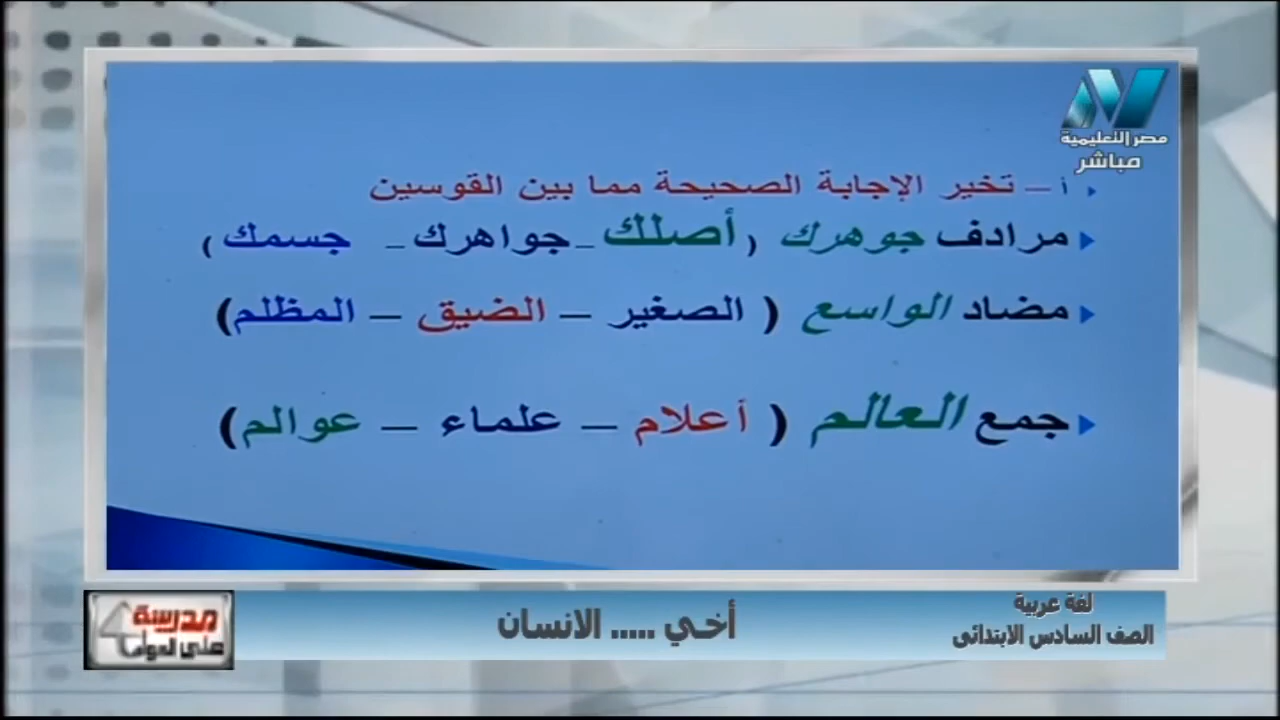 مصر التعليمية
مباشر
أ – تخير الإجابة الصحيحة مما بين القوسين
مرادف جوهرك ( أصلك – جواهرك – جسمك )
مضاد الواسع ( الصغير – الضيق – المظلم )
جمع العالم ( أعلام – علماء – عوالم )
لغة عربية
الصف السادس الابتدائى
أخي ..... الانسان
مدرسة
على الهواء